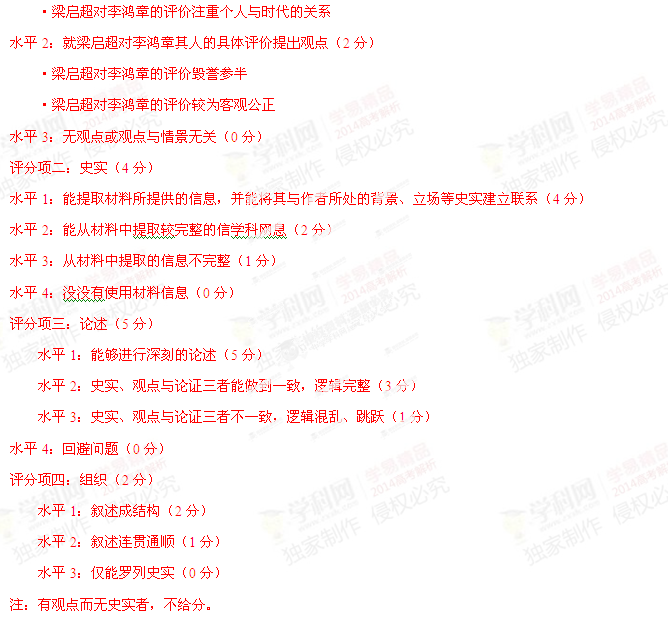 • 梁启超对李鸿章的评价注重个人与时代的关系
水平 2：就梁启超对李鸿章其人的具体评价提出观点（2 分）
• 梁启超对李鸿章的评价毁誉参半
• 梁启超对李鸿章的评价较为客观公正
水平 3：无观点或观点与情景无关（0 分）
评分项二：史实（4 分）
水平 1：能提取材料所提供的信息，并能将其与作者所处的背景、立场等史实建立联系（4 分）
水平 2：能从材料中提取较完整的信学科网息（2 分）
水平 3：从材料中提取的信息不完整（1 分）
水平 4：没没有使用材料信息（0 分）
评分项三：论述（5 分）
水平 1：能够进行深刻的论述（5 分）
水平 2：史实、观点与论证三者能做到一致，逻辑完整（3 分）
水平 3：史实、观点与论证三者不一致，逻辑混乱、跳跃（1 分）
水平 4：回避问题（0 分）
评分项四：组织（2 分）
水平 1：叙述成结构（2 分）
水平 2：叙述连贯通顺（1 分）
水平 3：仅能罗列史实（0 分）
注：有观点而无史实者，不给分。